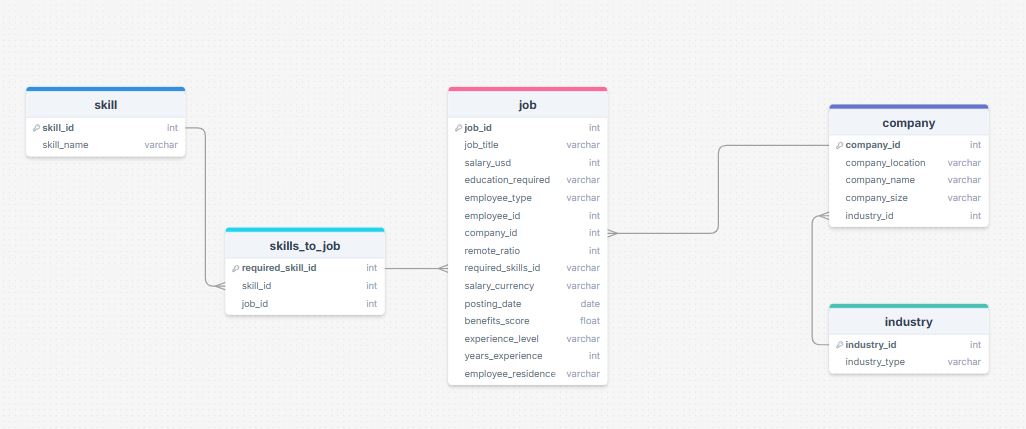 skill
skill_id int
skill_name varchar
skills_to_job
required_skill_id int
skill_id int
job_id int
job
job_id int
job_title varchar
salary_usd int
education_required varchar
employee_type varchar
employee_id int
company_id int
remote_ratio int
required_skills_id varchar
salary_currency varchar
posting_date date
benefits_score float
experience_level varchar
years_experience int
employee_residence varchar
company
company_id int
company_location varchar
company_name varchar
company_size varchar
industry_id int
industry
industry_id int
industry_type varchar